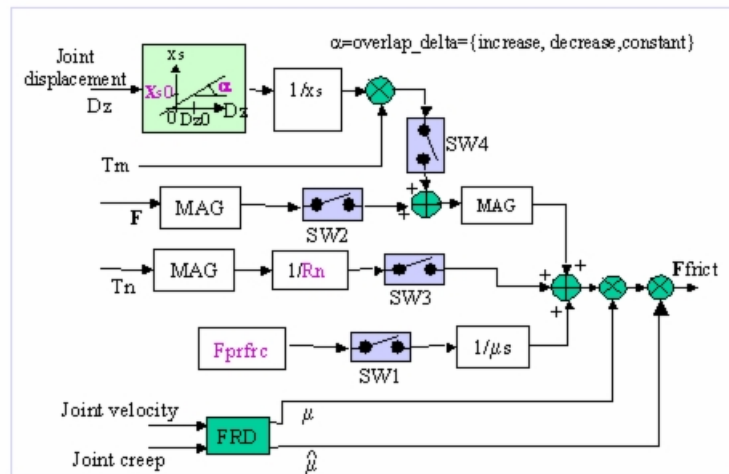 α=overlap_delta={increase, decrease,constant}
Joint
displacement
Dz
xs
Xs0
α
0
Dz0
Dz
1/xs
Tm
SW4
+
+
F
MAG
SW2
MAG
Tn
MAG
1/Rn
SW3
+
+
+
Ffrict
Fprfrc
SW1
1/μs
Joint velocity
FRD
μ
Joint creep
μ̂